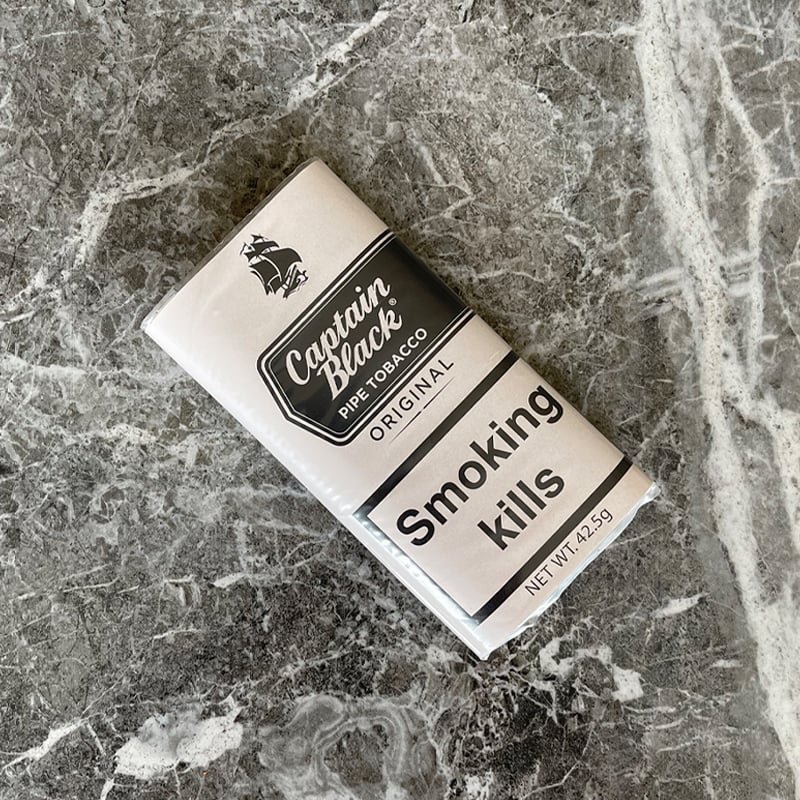 Captain
Black®
PIPE TOBACCO
ORIGINAL
Smoking
kills
NET WT. 42.5g